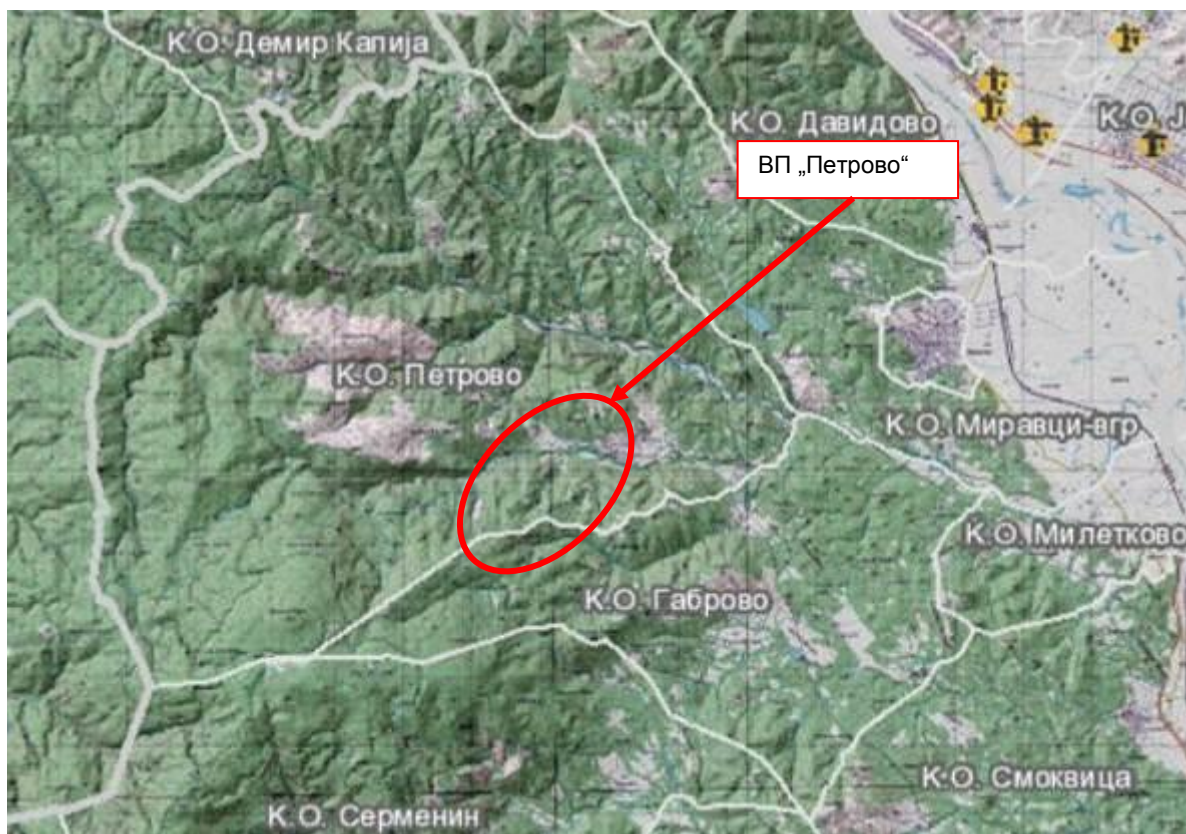 К.О. Демир Капија
К.О. Давидово
К.О. Ј
ВП „Петрово“
К.О. Петрово
К.О. Миравци-вгр
К.О. Милетково
К.О. Габрово
К.О. Смоквица
К.О. Серменин